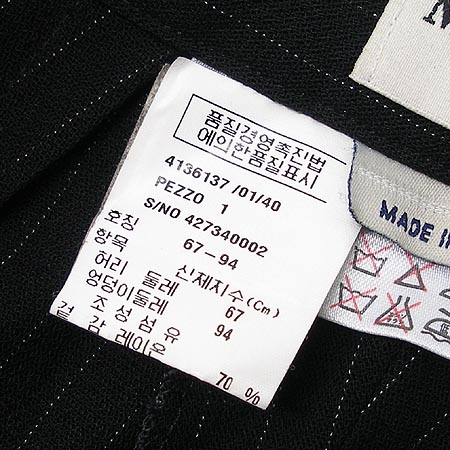 품질경영촉진법
에의한품질표시
4136137 /01/40
PEZZO 1
S/NO 427340002
호칭 67-94
항목 신체치수(Cm)
허리 둘레 67
엉덩이둘레 94
조성 섬유
겉 감 레이온 70 %
MADE I